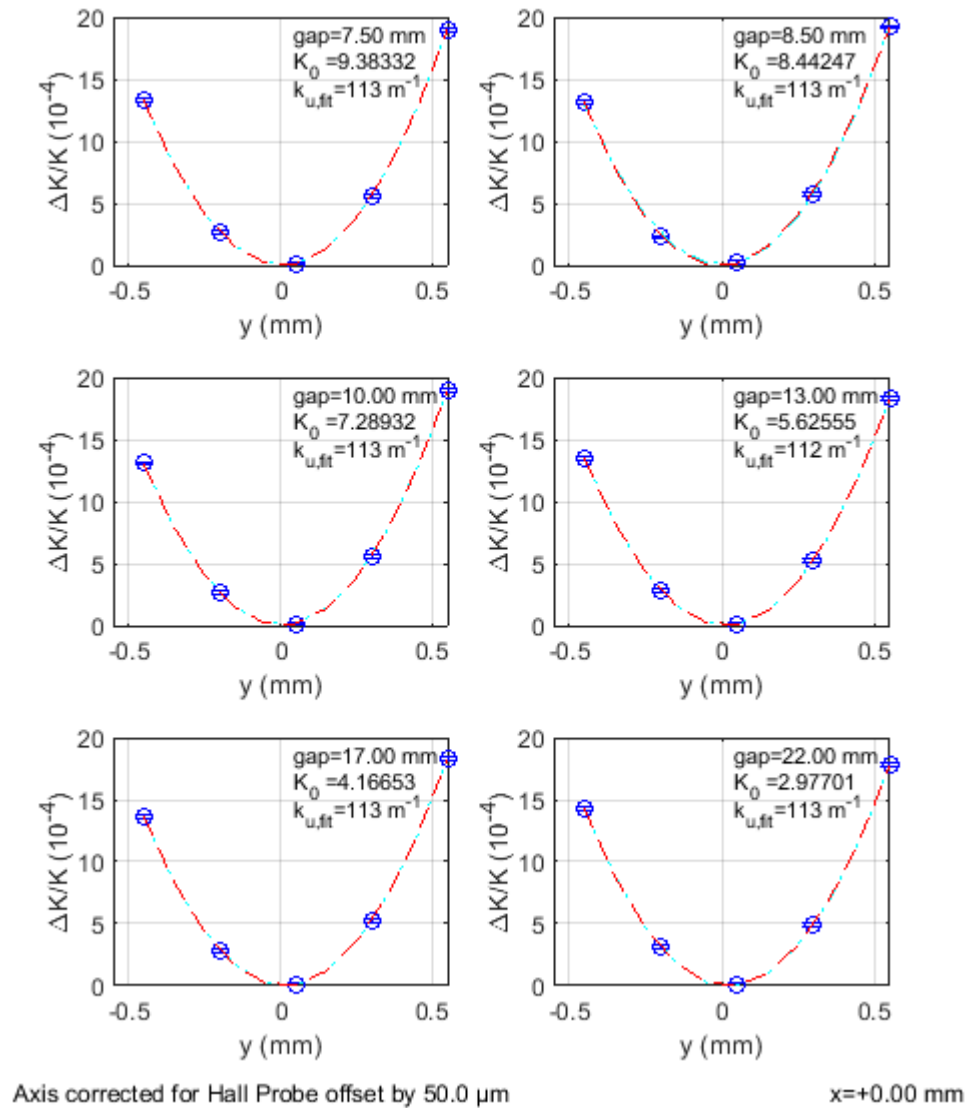 20
15
10
5
0
ΔK/K (10⁻⁴)
gap=7.50 mm
K₀ =9.38332
k_{u,fit}=113 m⁻¹
-0.5
0
0.5
y (mm)
20
15
10
5
0
ΔK/K (10⁻⁴)
gap=8.50 mm
K₀ =8.44247
k_{u,fit}=113 m⁻¹
-0.5
0
0.5
y (mm)
20
15
10
5
0
ΔK/K (10⁻⁴)
gap=10.00 mm
K₀ =7.28932
k_{u,fit}=113 m⁻¹
-0.5
0
0.5
y (mm)
20
15
10
5
0
ΔK/K (10⁻⁴)
gap=13.00 mm
K₀ =5.62555
k_{u,fit}=112 m⁻¹
-0.5
0
0.5
y (mm)
20
15
10
5
0
ΔK/K (10⁻⁴)
gap=17.00 mm
K₀ =4.16653
k_{u,fit}=113 m⁻¹
-0.5
0
0.5
y (mm)
20
15
10
5
0
ΔK/K (10⁻⁴)
gap=22.00 mm
K₀ =2.97701
k_{u,fit}=113 m⁻¹
-0.5
0
0.5
y (mm)
Axis corrected for Hall Probe offset by 50.0 μm
x=+0.00 mm